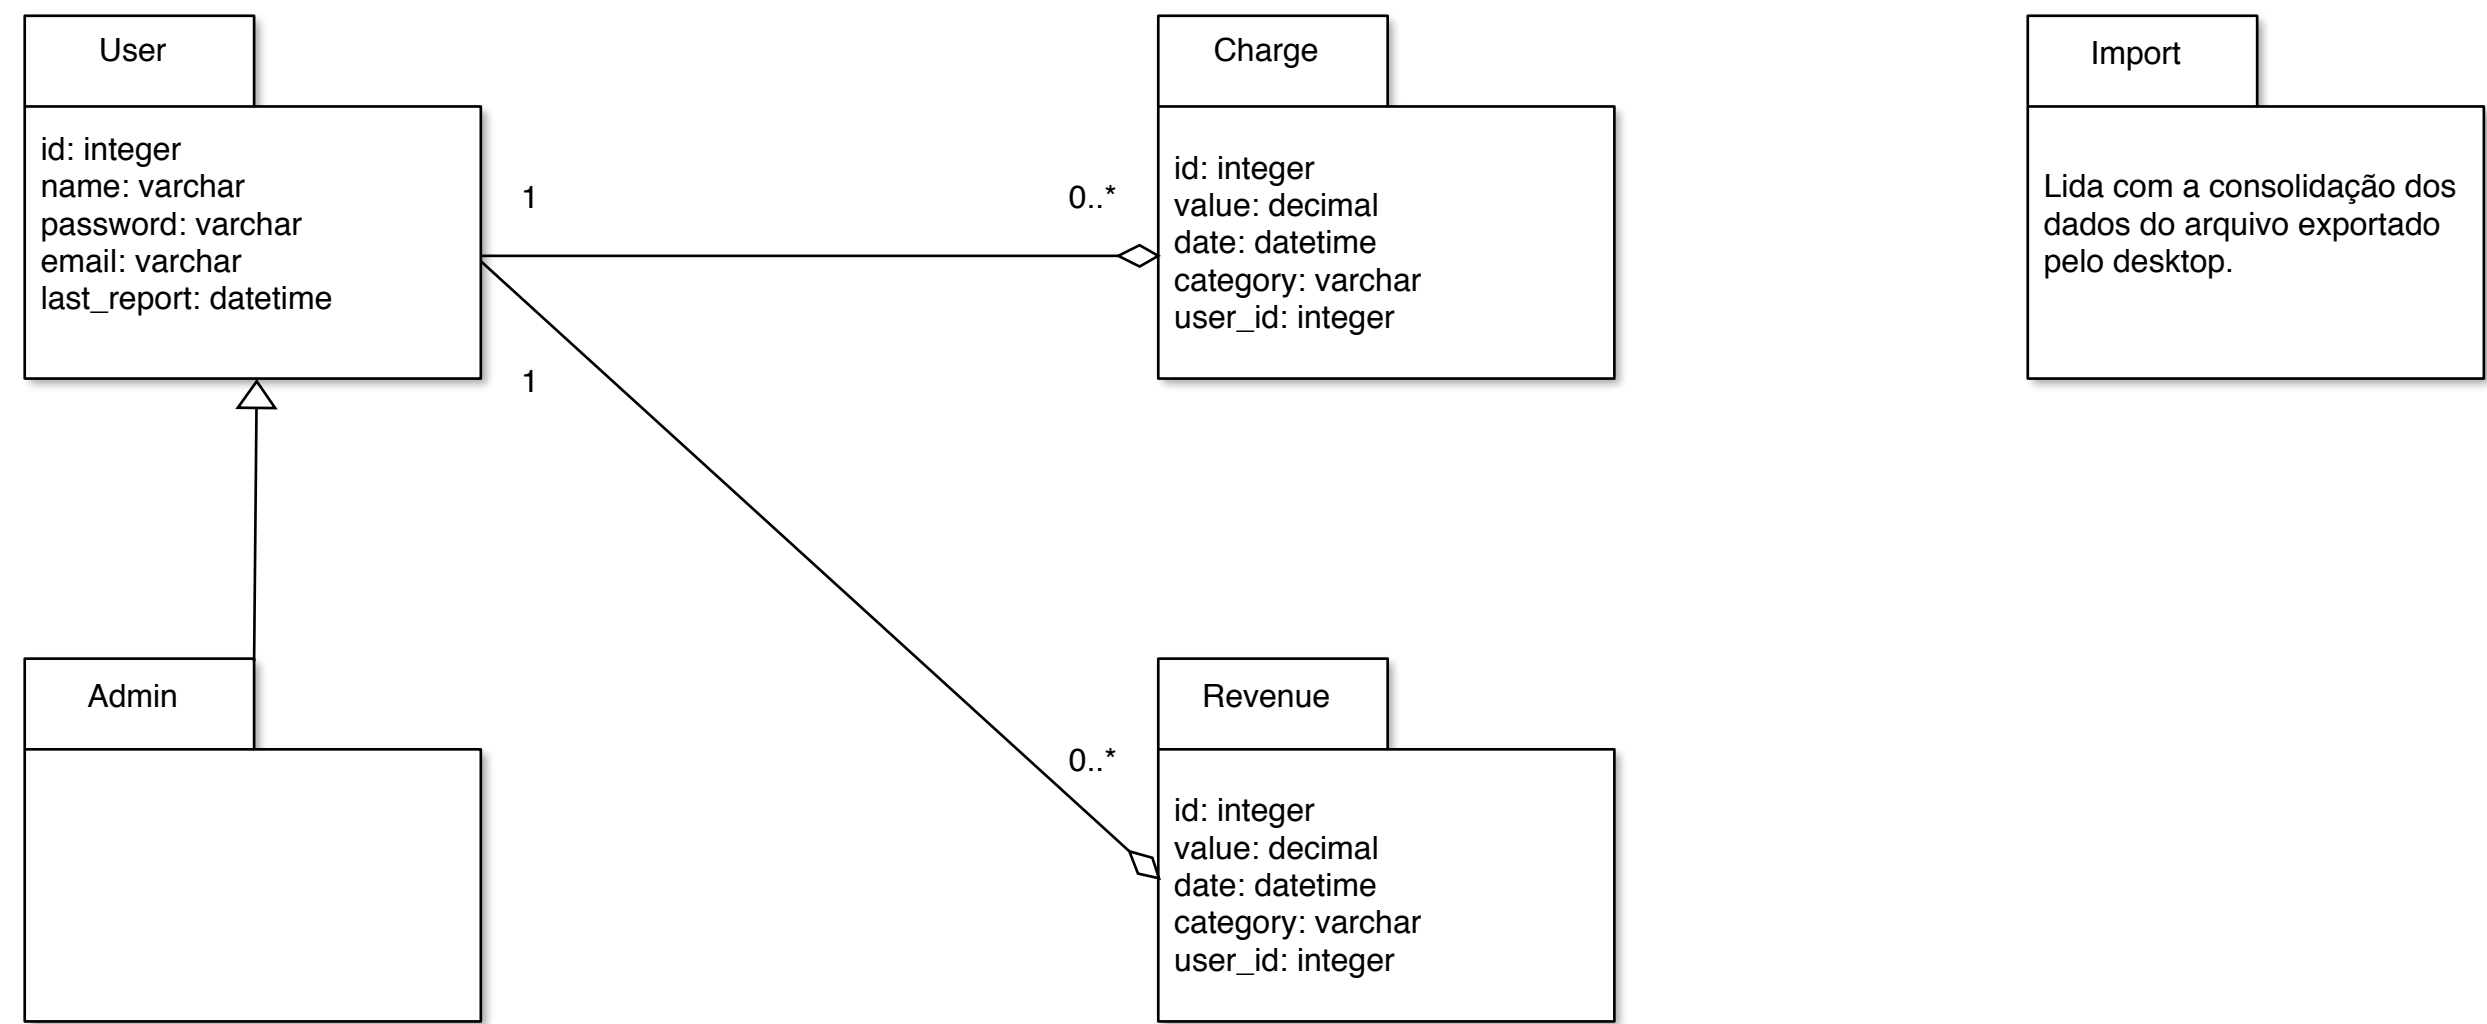 User
id: integer
name: varchar
password: varchar
email: varchar
last_report: datetime
1
0..*
Charge
id: integer
value: decimal
date: datetime
category: varchar
user_id: integer
Import
Lida com a consolidação dos
dados do arquivo exportado
pelo desktop.
1
0..*
Admin
Revenue
id: integer
value: decimal
date: datetime
category: varchar
user_id: integer